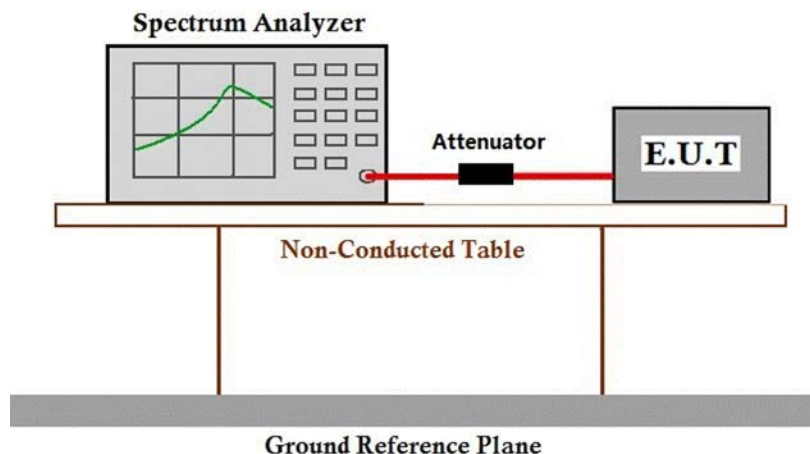 Spectrum Analyzer
Attenuator
E.U.T
Non-Conducted Table
Ground Reference Plane